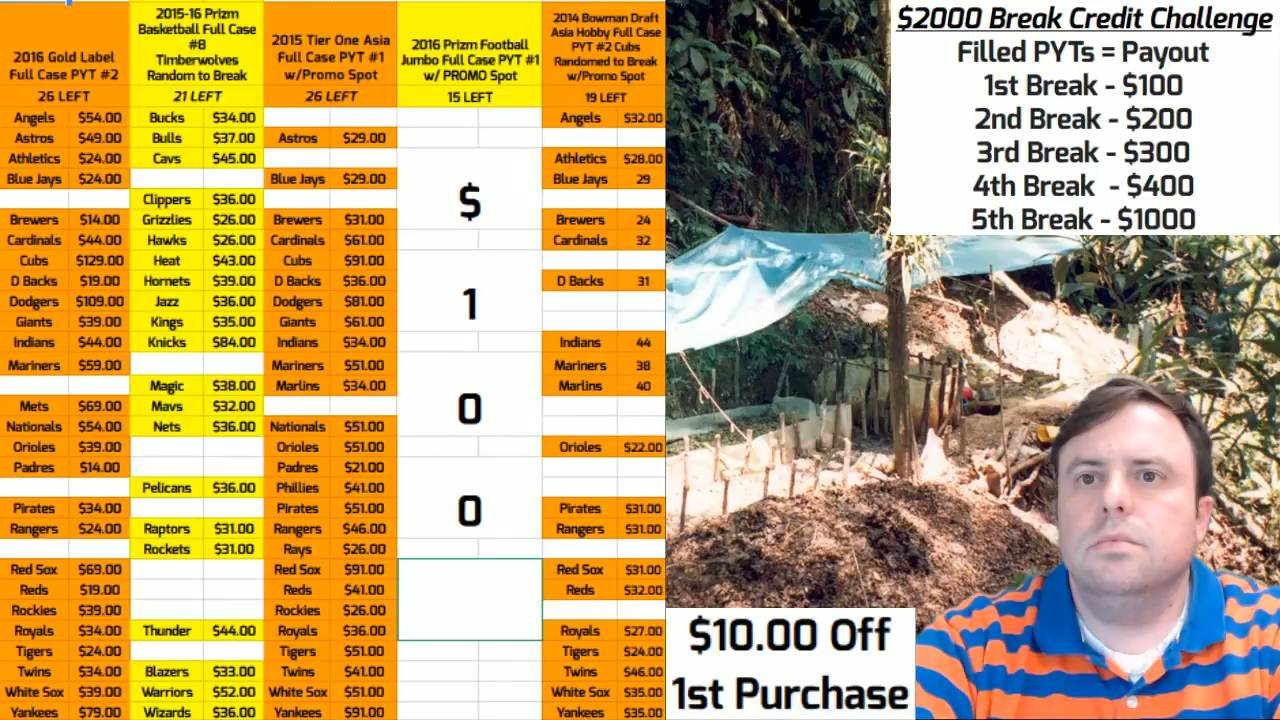 2016 Gold Label
Full Case PYT #2
26 LEFT
Angels $54.00
Astros $49.00
Athletics $24.00
Blue Jays $24.00
Brewers $14.00
Cardinals $44.00
Cubs $129.00
D Backs $19.00
Dodgers $109.00
Giants $39.00
Indians $44.00
Mariners $59.00
Mets $69.00
Nationals $54.00
Orioles $39.00
Padres $14.00
Pirates $34.00
Rangers $24.00
Red Sox $69.00
Reds $19.00
Rockies $39.00
Royals $34.00
Tigers $24.00
Twins $34.00
White Sox $39.00
Yankees $79.00
2015-16 Prizm
Basketball Full Case
#8
Timberwolves
Random to Break
21 LEFT
Bucks $34.00
Bulls $37.00
Cavs $45.00
Clippers $36.00
Grizzlies $26.00
Hawks $26.00
Heat $43.00
Hornets $39.00
Jazz $36.00
Kings $35.00
Knicks $84.00
Magic $38.00
Mavs $32.00
Nets $36.00
Pelicans $36.00
Raptors $31.00
Rockets $31.00
Thunder $44.00
Blazers $33.00
Warriors $52.00
Wizards $36.00
2015 Tier One Asia
Full Case PYT #1
w/Promo Spot
26 LEFT
Astros $29.00
Blue Jays $29.00
Brewers $31.00
Cardinals $61.00
Cubs $91.00
D Backs $36.00
Dodgers $81.00
Giants $61.00
Indians $34.00
Mariners $51.00
Marlins $34.00
Nationals $51.00
Orioles $51.00
Padres $21.00
Phillies $41.00
Pirates $51.00
Rangers $46.00
Rays $26.00
Red Sox $91.00
Reds $41.00
Rockies $26.00
Royals $36.00
Tigers $51.00
Twins $41.00
White Sox $51.00
Yankees $91.00
2016 Prizm Football
Jumbo Full Case PYT #1
w/ PROMO Spot
15 LEFT
$
1
0
0
2014 Bowman Draft
Asia Hobby Full Case
PYT #2 Cubs
Randomed to Break
w/Promo Spot
19 LEFT
Angels $32.00
Athletics $28.00
Blue Jays 29
Brewers 24
Cardinals 32
D Backs 31
Indians 44
Mariners 38
Marlins 40
Orioles $22.00
Pirates $31.00
Rangers $31.00
Red Sox $31.00
Reds $32.00
Royals $27.00
Tigers $24.00
Twins $46.00
White Sox $35.00
Yankees $35.00
$2000 Break Credit Challenge
Filled PYTs = Payout
1st Break - $100
2nd Break - $200
3rd Break - $300
4th Break - $400
5th Break - $1000
$10.00 Off
1st Purchase